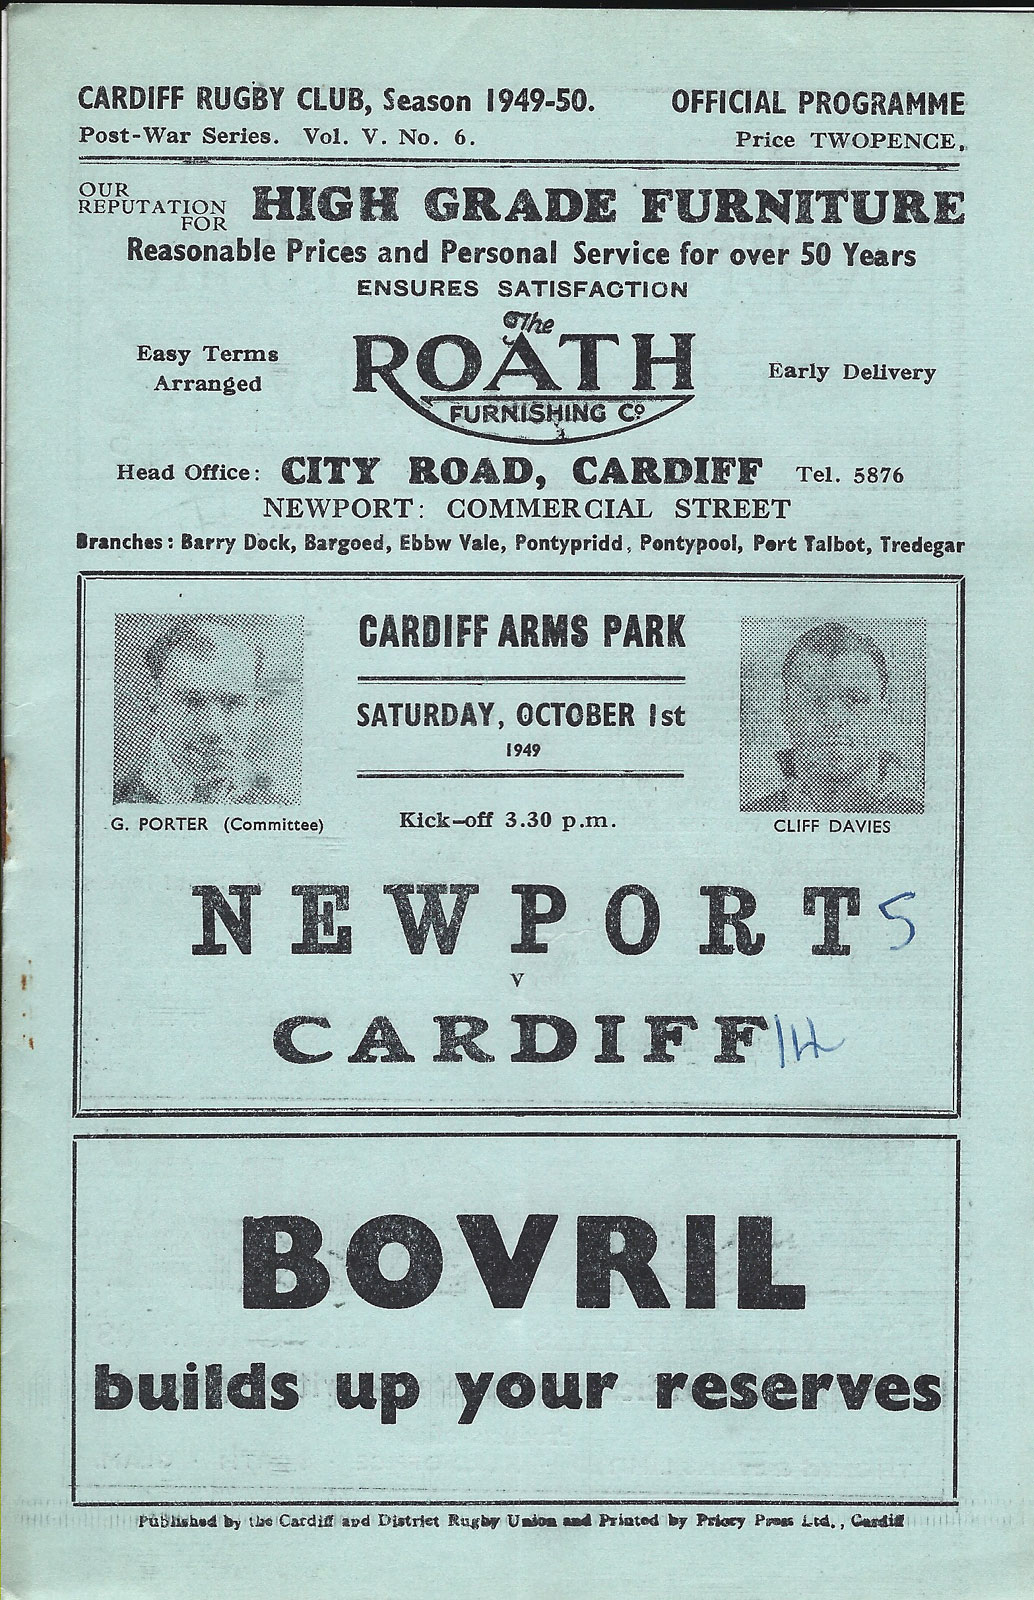 CARDIFF RUGBY CLUB, Season 1949-50. OFFICIAL PROGRAMME
Post-War Series. Vol. V. No. 6. Price TWOPENCE.
OUR REPUTATION FOR HIGH GRADE FURNITURE
Reasonable Prices and Personal Service for over 50 Years
ENSURES SATISFACTION
Easy Terms Arranged
The ROATH FURNISHING Co.
Early Delivery
Head Office: CITY ROAD, CARDIFF Tel. 5876
NEWPORT: COMMERCIAL STREET
Branches: Barry Dock, Bargoed, Ebbw Vale, Pontypridd, Pontypool, Port Talbot, Tredegar
CARDIFF ARMS PARK
SATURDAY, OCTOBER 1st
1949
Kick-off 3.30 p.m.
G. PORTER (Committee)
CLIFF DAVIES
NEWPORT 5
v
CARDIFF 14
BOVRIL
builds up your reserves
Published by the Cardiff and District Rugby Union and Printed by Priory Press Ltd., Cardiff